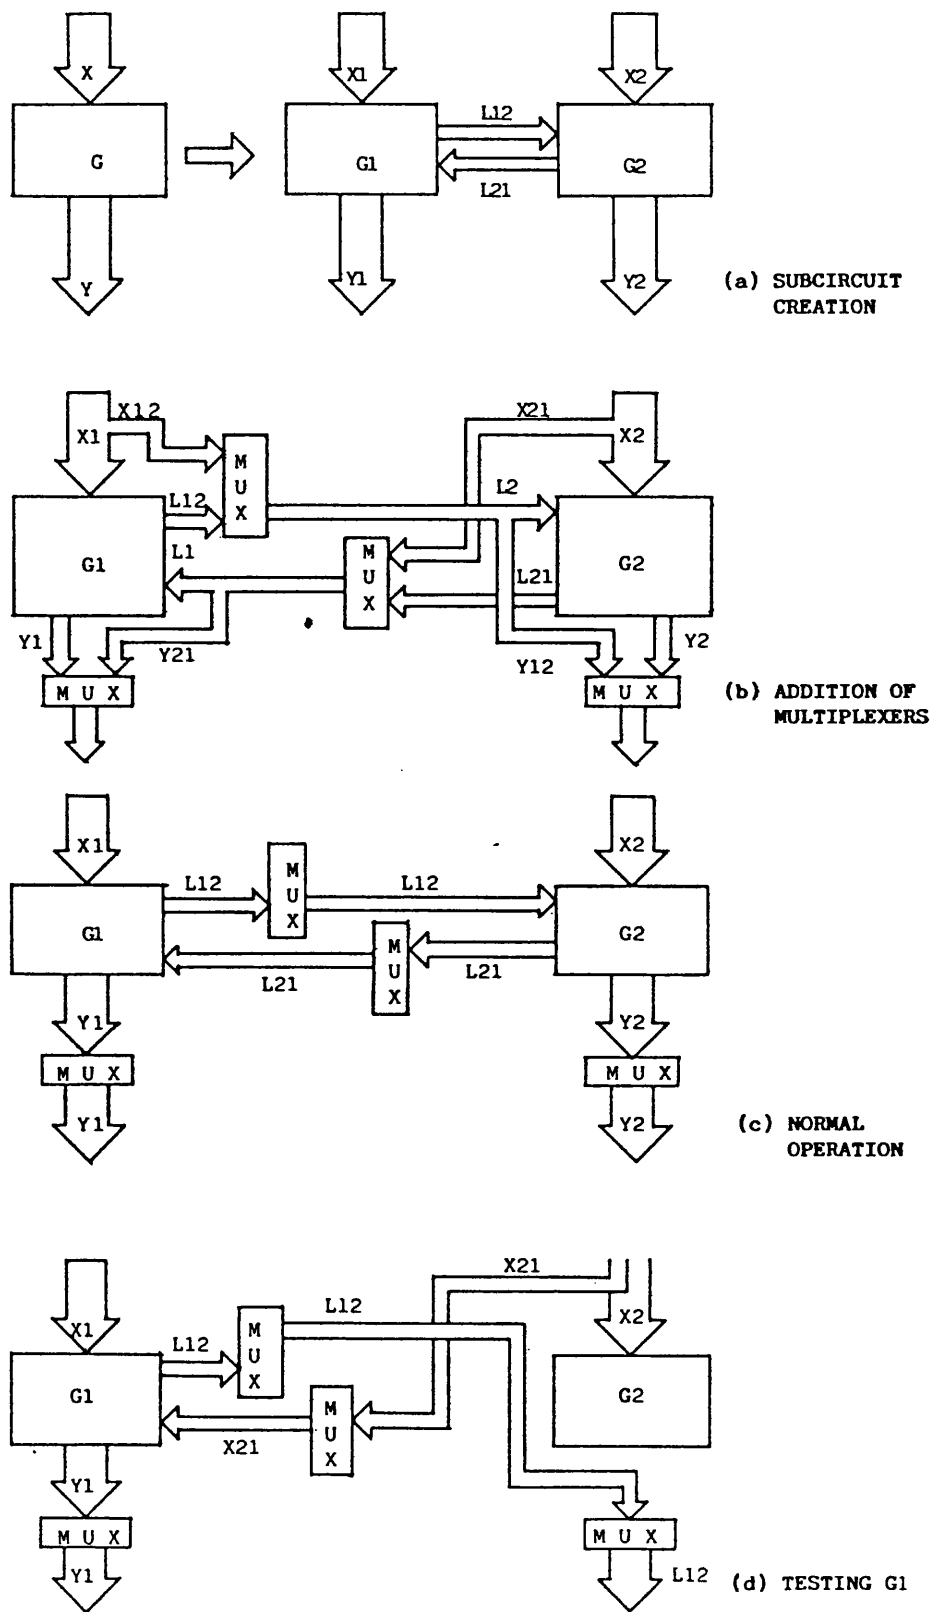 X
X1
X2
G
G1
L12
L21
G2
Y
Y1
Y2
(a) SUBCIRCUIT
CREATION
X1
X12
X21
X2
M
U
X
L12
L2
G1
L1
M
U
X
L21
G2
Y1
Y21
Y12
Y2
M U X
M U X
(b) ADDITION OF
MULTIPLEXERS
X1
X2
L12
M
U
X
L12
G1
G2
L21
M
U
X
L21
Y1
Y2
M U X
M U X
Y1
Y2
(c) NORMAL
OPERATION
X21
X1
L12
M
U
X
L12
X2
G1
G2
X21
M
U
X
Y1
M U X
M U X
Y1
L12
(d) TESTING G1